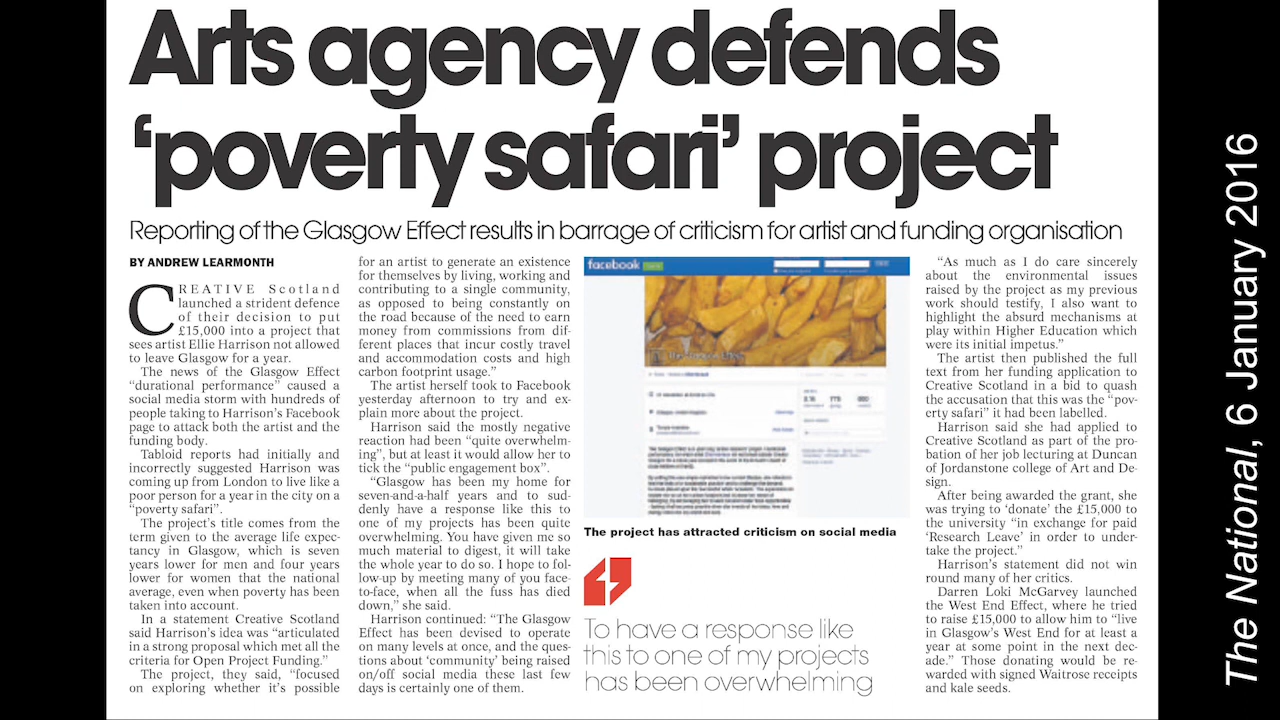 Arts agency defends
‘poverty safari’ project
Reporting of the Glasgow Effect results in barrage of criticism for artist and funding organisation
BY ANDREW LEARMONTH
CREATIVE Scotland
launched a strident defence
of their decision to put
£15,000 into a project that
sees artist Ellie Harrison not allowed
to leave Glasgow for a year.
The news of the Glasgow Effect
“durational performance” caused a
social media storm with hundreds of
people taking to Harrison’s Facebook
page to attack both the artist and the
funding body.
Tabloid reports had initially and
incorrectly suggested Harrison was
coming up from London to live like a
poor person for a year in a city, on a
“poverty safari”.
The project’s title comes from the
term given to the average life expec-
tancy in Glasgow, which is seven
years lower for men and four years
lower for women that the national
average, even when poverty has been
taken into account.
In a statement Creative Scotland
said Harrison’s idea was “articulated
in a strong proposal which met all the
criteria for Open Project Funding.”
The project, they said, “focused
on exploring whether it’s possible
for an artist to generate an existence
for themselves by living, working and
contributing to a single community,
as opposed to being constantly on
the road because of the need to earn
money from commissions from dif-
ferent places that incur costly travel
and accommodation costs and high
carbon footprint usage.”
The artist herself took to Facebook
yesterday afternoon to try and ex-
plain more about the project.
Harrison said the mostly negative
reaction had been “quite overwhelm-
ing”, but at least it would allow her to
tick her “public engagement box”.
“Glasgow has been my home for
seven-and-a-half years and to sud-
denly have a response like this to
one of my projects has been quite
overwhelming. You have given me so
much material to digest, it will take
the whole year to do so. I hope to fol-
low-up by meeting many of you face-
to-face, when all the fuss has died
down,” she said.
Harrison continued: “The Glasgow
Effect has been devised to operate
on many levels at once, and the ques-
tions about ‘community’ being raised
on/off social media these last few
days is certainly one of them.
facebook
The project has attracted criticism on social media
To have a response like
this to one of my projects
has been overwhelming
“As much as I do care sincerely
about the environmental issues
raised by the project as my previous
work should testify, I also want to
highlight the absurd mechanisms at
play within Higher Education which
were its initial impetus.”
The artist then published the full
text from her funding application to
Creative Scotland in a bid to quash
the accusation that this was the “pov-
erty safari” it had been labelled.
Harrison said she had applied to
Creative Scotland as part of the pro-
bation of her job lecturing at Duncan
of Jordanstone college of Art and De-
sign.
After being awarded the grant, she
was trying to ‘donate’ the £15,000 to
the university “in exchange for paid
‘Research Leave’ in order to under-
take the project.”
Harrison’s statement did not win
round many of her critics.
Darren Loki McGarvey launched
the West End Effect, where he tried
to raise £15,000 to allow him to “live
in Glasgow’s West End for at least a
year at some point in the next dec-
ade.” Those donating would be re-
warded with signed Waitrose receipts
and kale seeds.
The National, 6 January 2016